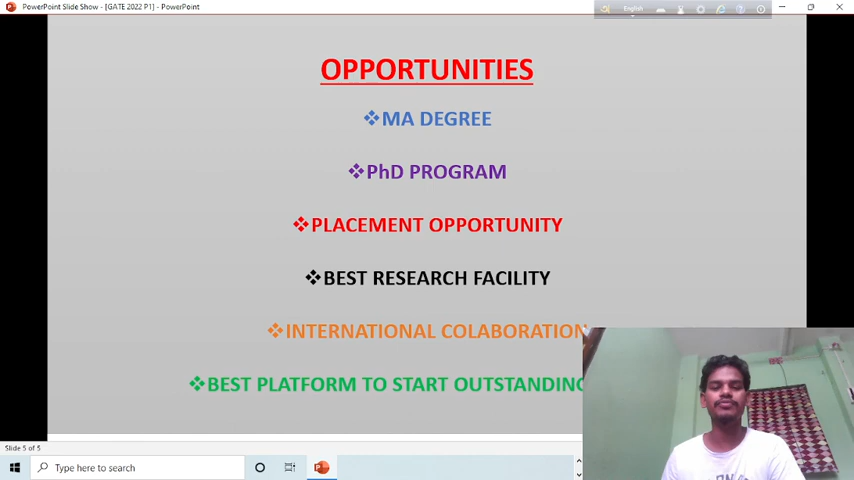 PowerPoint Slide Show - [GATE 2022 P1] - PowerPoint
English
OPPORTUNITIES
❖MA DEGREE
❖PhD PROGRAM
❖PLACEMENT OPPORTUNITY
❖BEST RESEARCH FACILITY
❖INTERNATIONAL COLABORATION
❖BEST PLATFORM TO START OUTSTANDING
Slide 5 of 5
Type here to search